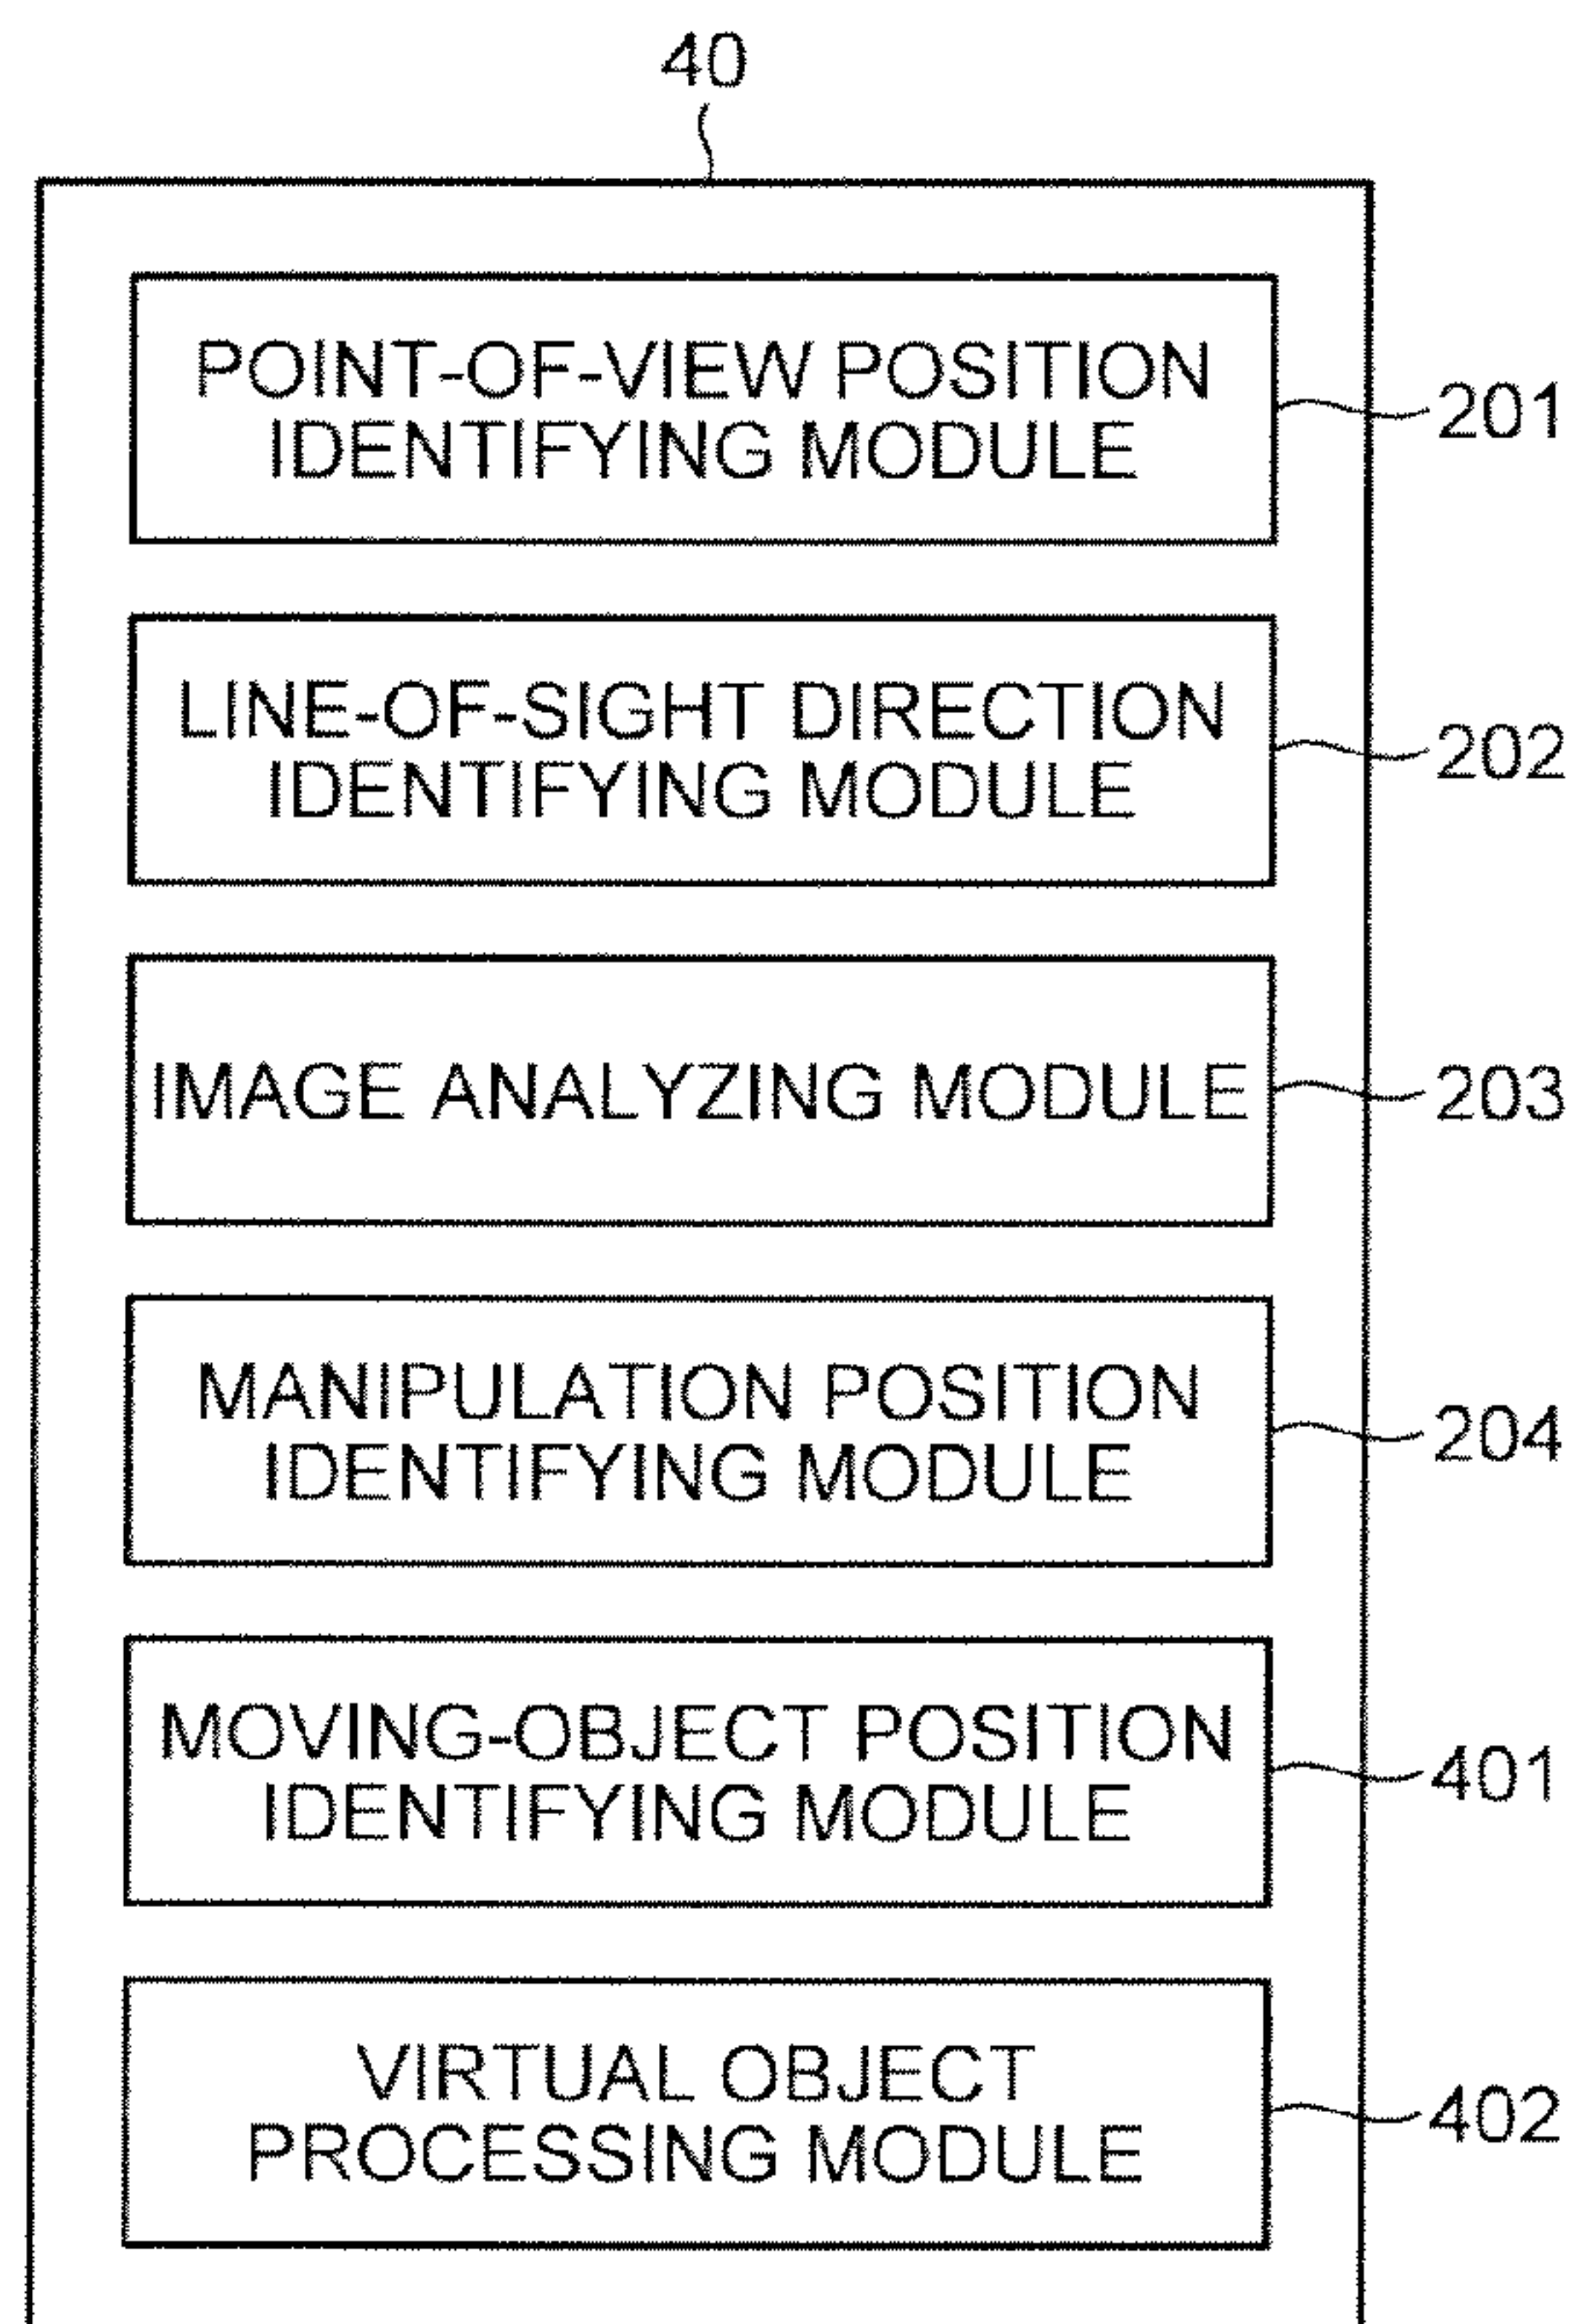 40
POINT-OF-VIEW POSITION
IDENTIFYING MODULE
201
LINE-OF-SIGHT DIRECTION
IDENTIFYING MODULE
202
IMAGE ANALYZING MODULE
203
MANIPULATION POSITION
IDENTIFYING MODULE
204
MOVING-OBJECT POSITION
IDENTIFYING MODULE
401
VIRTUAL OBJECT
PROCESSING MODULE
402